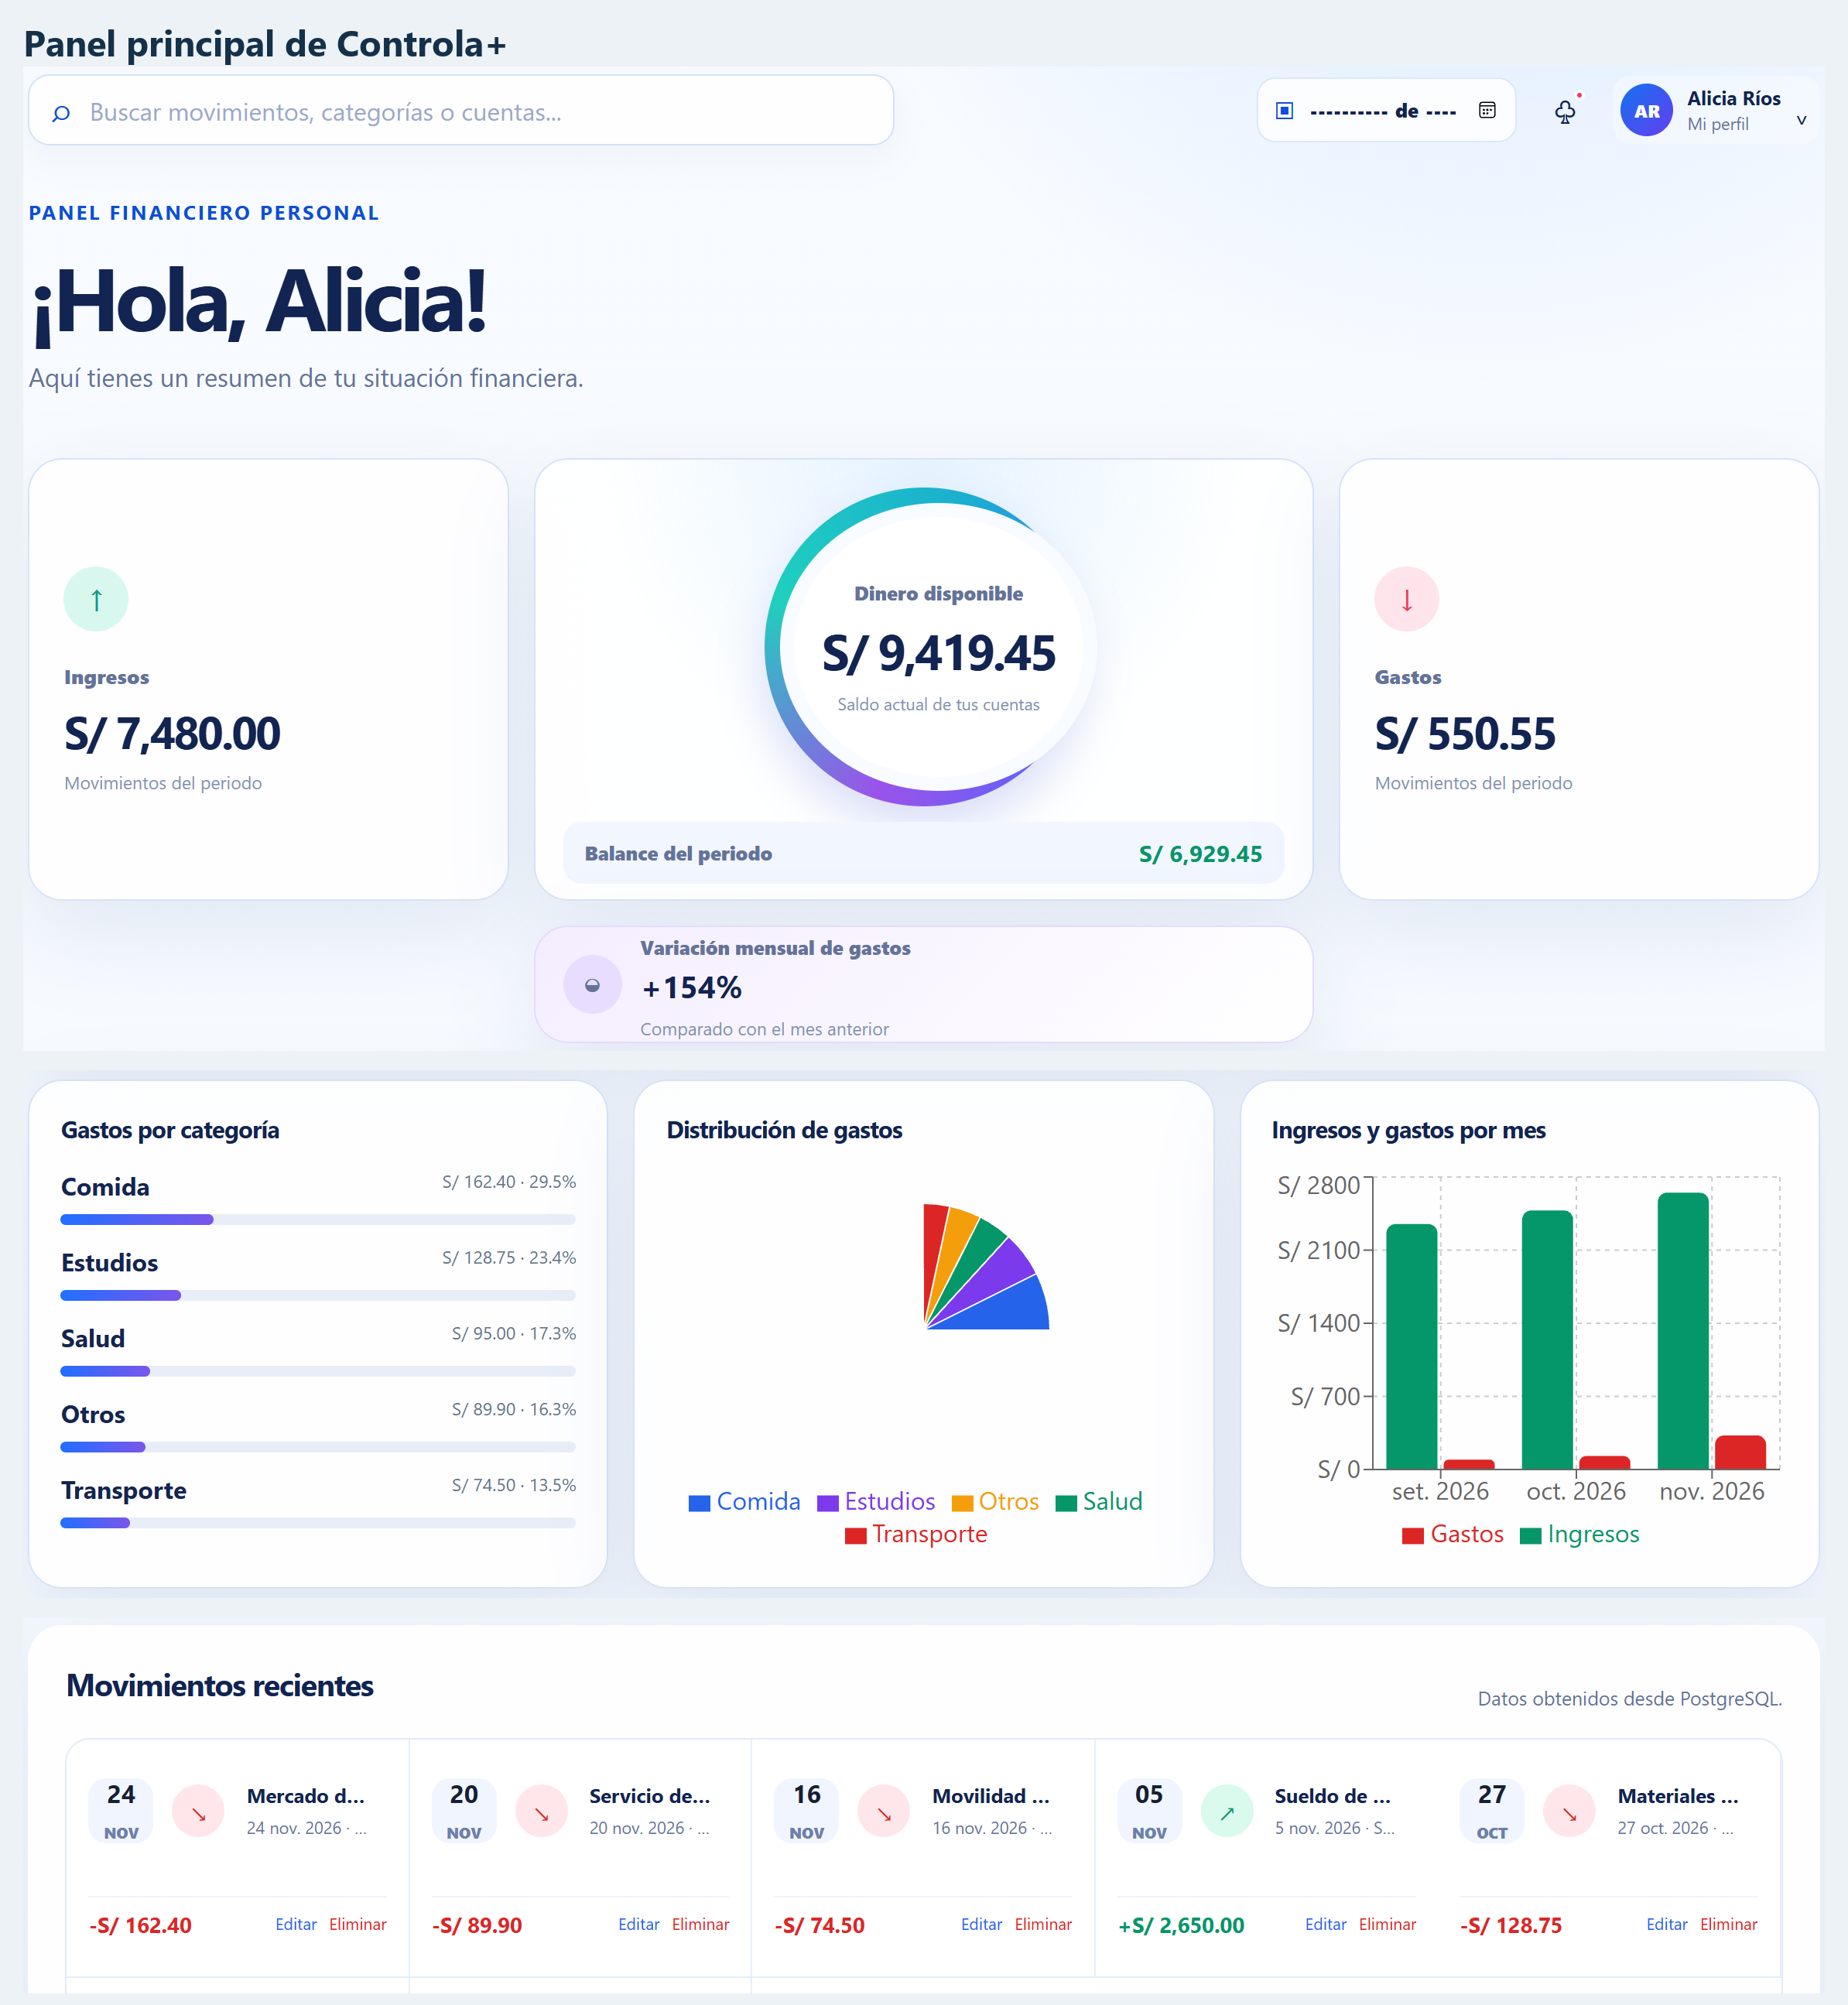 Panel principal de Controla+
Buscar movimientos, categorías o cuentas...
---------- de ----
AR
Alicia Ríos
Mi perfil
PANEL FINANCIERO PERSONAL
¡Hola, Alicia!
Aquí tienes un resumen de tu situación financiera.
Ingresos
S/ 7,480.00
Movimientos del periodo
Dinero disponible
S/ 9,419.45
Saldo actual de tus cuentas
Balance del periodo
S/ 6,929.45
Gastos
S/ 550.55
Movimientos del periodo
Variación mensual de gastos
+154%
Comparado con el mes anterior
Gastos por categoría
Comida S/ 162.40 · 29.5%
Estudios S/ 128.75 · 23.4%
Salud S/ 95.00 · 17.3%
Otros S/ 89.90 · 16.3%
Transporte S/ 74.50 · 13.5%
Distribución de gastos
Comida Estudios Otros Salud
Transporte
Ingresos y gastos por mes
S/ 2800
S/ 2100
S/ 1400
S/ 700
S/ 0
set. 2026 oct. 2026 nov. 2026
Gastos Ingresos
Movimientos recientes
Datos obtenidos desde PostgreSQL.
24 NOV
Mercado d...
24 nov. 2026 · ...
-S/ 162.40 Editar Eliminar
20 NOV
Servicio de...
20 nov. 2026 · ...
-S/ 89.90 Editar Eliminar
16 NOV
Movilidad ...
16 nov. 2026 · ...
-S/ 74.50 Editar Eliminar
05 NOV
Sueldo de ...
5 nov. 2026 · S...
+S/ 2,650.00 Editar Eliminar
27 OCT
Materiales ...
27 oct. 2026 · ...
-S/ 128.75 Editar Eliminar